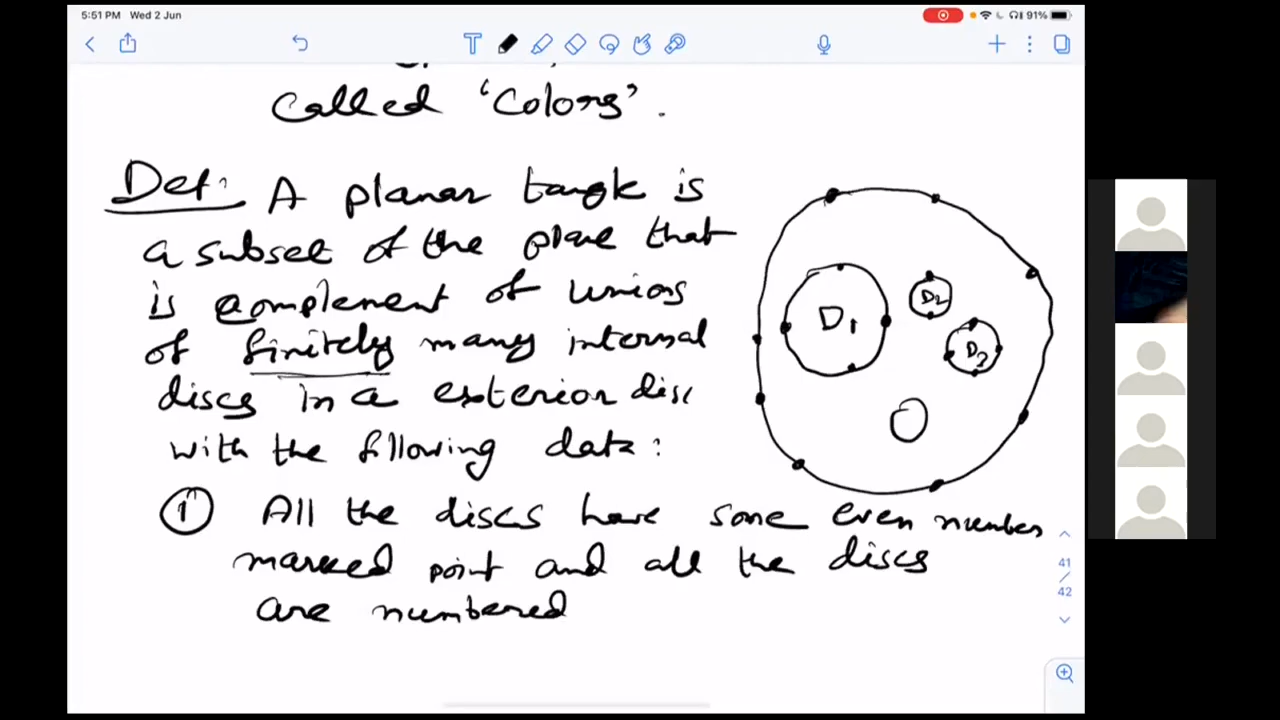 5:51 PM Wed 2 Jun
91%
Called 'Colors'.
Def: A planar tangle is
a subset of the plane that
is complement of unions
of finitely many internal
discs in a exterior disc
with the following data:
① All the discs have some even number
marked point and all the discs
are numbered
D1
D2
D3
41
/
42